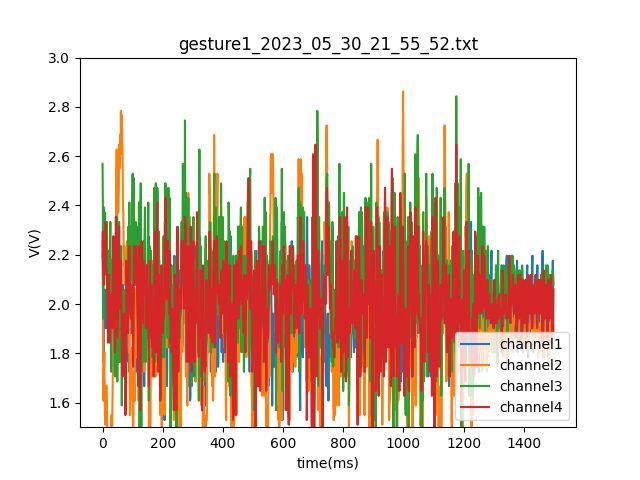 gesture1_2023_05_30_21_55_52.txt
3.0
2.8
2.6
2.4
2.2
2.0
1.8
1.6
V(V)
channel1
channel2
channel3
channel4
0 200 400 600 800 1000 1200 1400
time(ms)